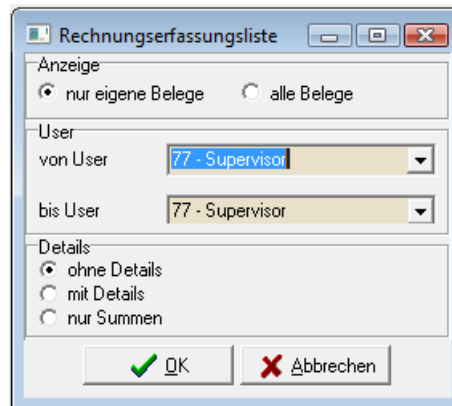 Rechnungserfassungsliste
Anzeige
nur eigene Belege alle Belege
User
von User 77 - Supervisor
bis User 77 - Supervisor
Details
ohne Details
mit Details
nur Summen
OK Abbrechen